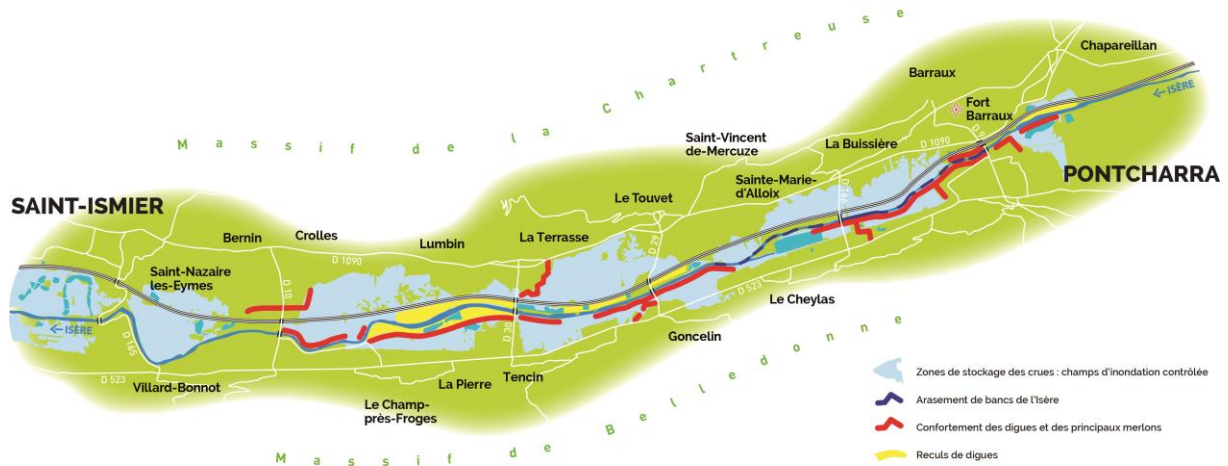 Massif de la Chartreuse
Chapareillan
Barraux
← ISÈRE
Fort
Barraux
Saint-Vincent
de-Mercuze
La Buissière
D 1090
PONTCHARRA
Sainte-Marie-
d'Alloix
D 166
SAINT-ISMIER
Le Touvet
Bernin
Crolles
Lumbin
La Terrasse
D 29
D 1090
Saint-Nazaire
les-Eymes
D 10
D 523
Le Cheylas
← ISÈRE
D 165
D 30
Goncelin
D 523
Villard-Bonnot
La Pierre
Tencin
Le Champ-
près-Froges
Massif de Belledonne
Zones de stockage des crues : champs d'inondation contrôlée
Arasement de bancs de l'Isère
Confortement des digues et des principaux merlons
Reculs de digues